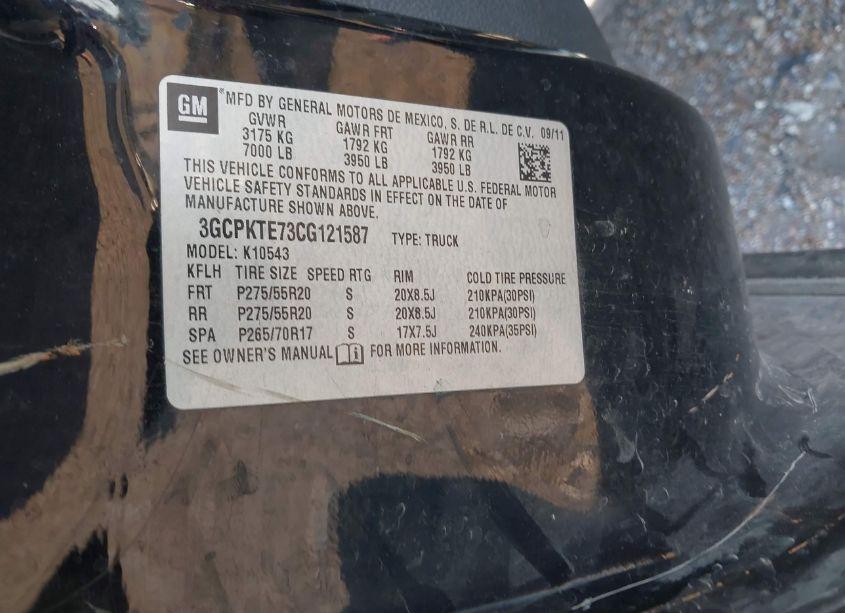 GM ®MFD BY GENERAL MOTORS DE MEXICO, S. DE R.L. DE C.V. 09/11
GVWR GAWR FRT GAWR RR
3175 KG 1792 KG 1792 KG
7000 LB 3950 LB 3950 LB
THIS VEHICLE CONFORMS TO ALL APPLICABLE U.S. FEDERAL MOTOR
VEHICLE SAFETY STANDARDS IN EFFECT ON THE DATE OF
MANUFACTURE SHOWN ABOVE.
3GCPKTE73CG121587 TYPE: TRUCK
MODEL: K10543
KFLH TIRE SIZE SPEED RTG RIM COLD TIRE PRESSURE
FRT P275/55R20 S 20X8.5J 210KPA(30PSI)
RR P275/55R20 S 20X8.5J 210KPA(30PSI)
SPA P265/70R17 S 17X7.5J 240KPA(35PSI)
SEE OWNER'S MANUAL FOR MORE INFORMATION.